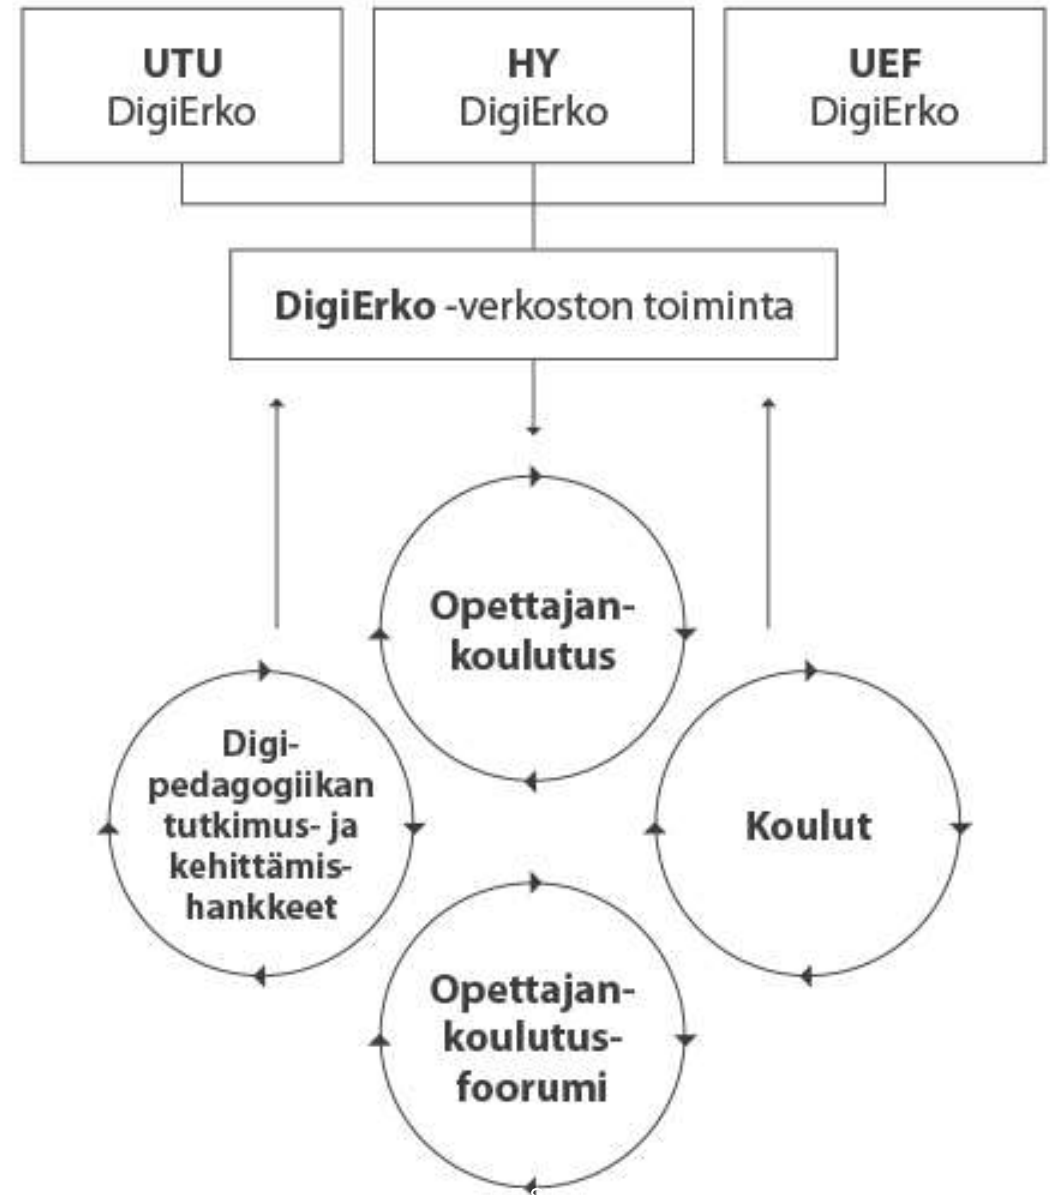 UTU
DigiErko
HY
DigiErko
UEF
DigiErko
DigiErko -verkoston toiminta
Opettajan-
koulutus
Digi-
pedagogiikan
tutkimus- ja
kehittämis-
hankkeet
Koulut
Opettajan-
koulutus-
foorumi